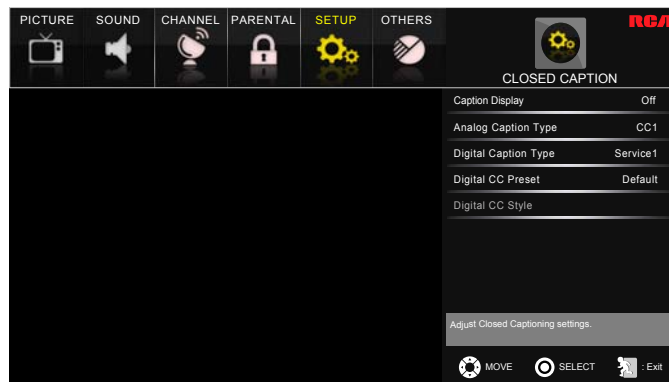 PICTURE SOUND CHANNEL PARENTAL SETUP OTHERS
RCA
CLOSED CAPTION
Caption Display Off
Analog Caption Type CC1
Digital Caption Type Service1
Digital CC Preset Default
Digital CC Style
Adjust Closed Captioning settings.
MOVE SELECT : Exit